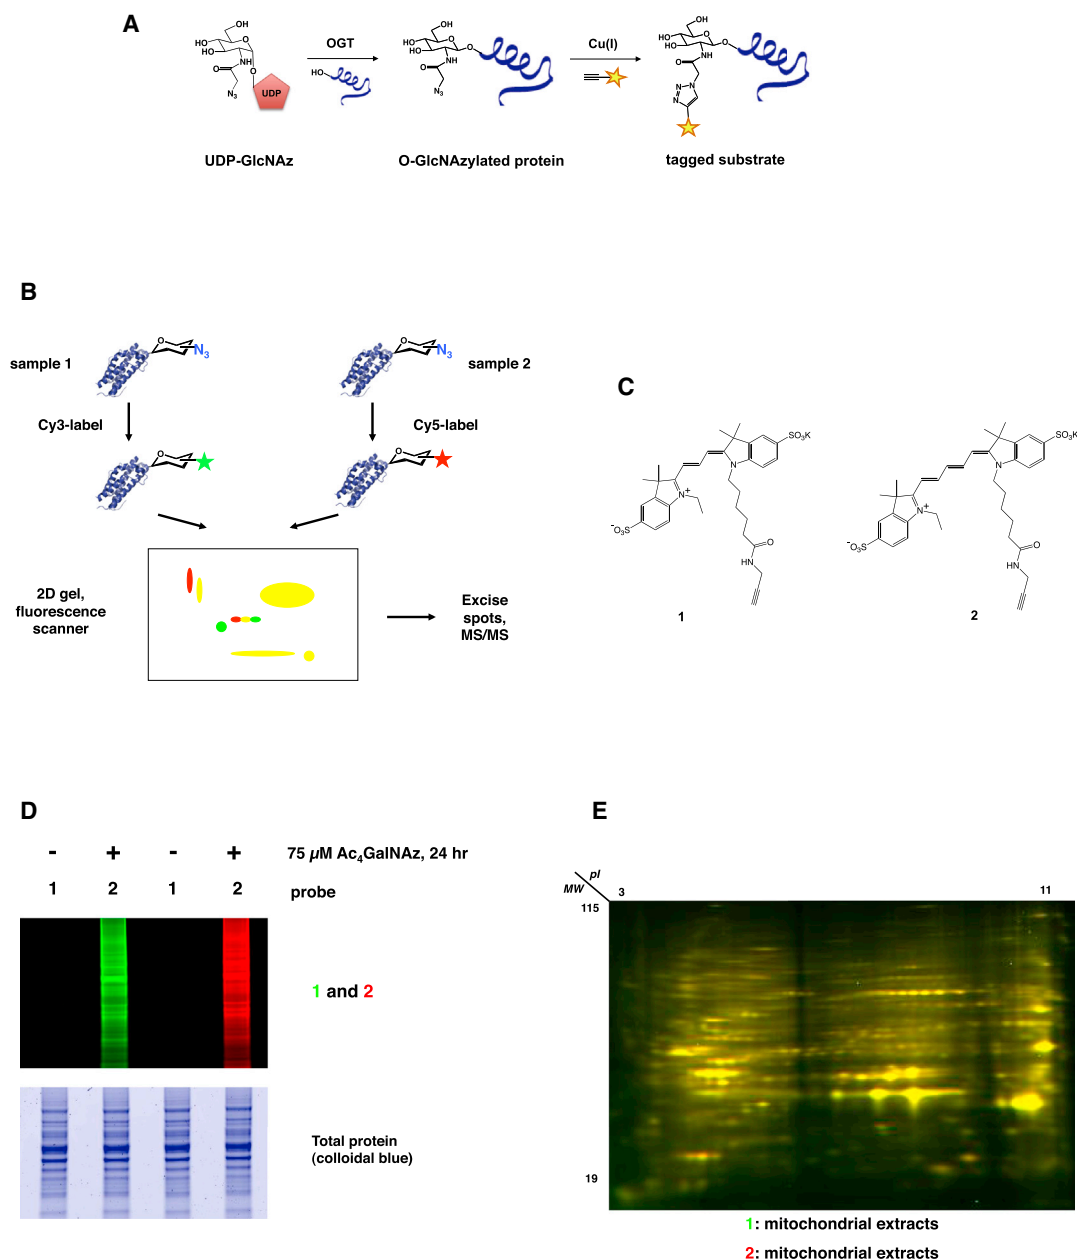 A
OH
HO
HO
O
NH
O
O
N3
UDP
OGT
HO
OH
HO
HO
O
O
NH
O
N3
Cu(I)
OH
HO
HO
O
O
NH
O
N
N
N
UDP-GlcNAz
O-GlcNAzylated protein
tagged substrate
B
sample 1
O
N3
O
N3
sample 2
Cy3-label
Cy5-label
O
O
2D gel,
fluorescence
scanner
Excise
spots,
MS/MS
C
SO3K
N
N+
-O3S
O
HN
1
SO3K
N
N+
-O3S
O
HN
2
D
- + - +
75 µM Ac4GalNAz, 24 hr
1 2 1 2
probe
1 and 2
Total protein
(colloidal blue)
E
pI
MW
3
11
115
19
1: mitochondrial extracts
2: mitochondrial extracts